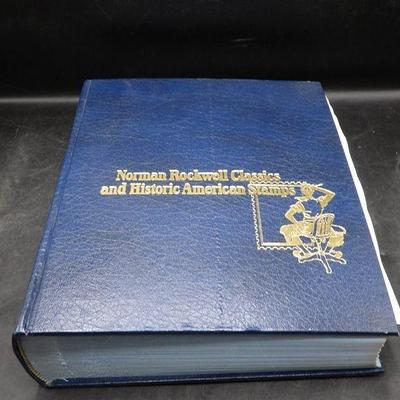 Norman Rockwell Classics
and Historic American Stamps